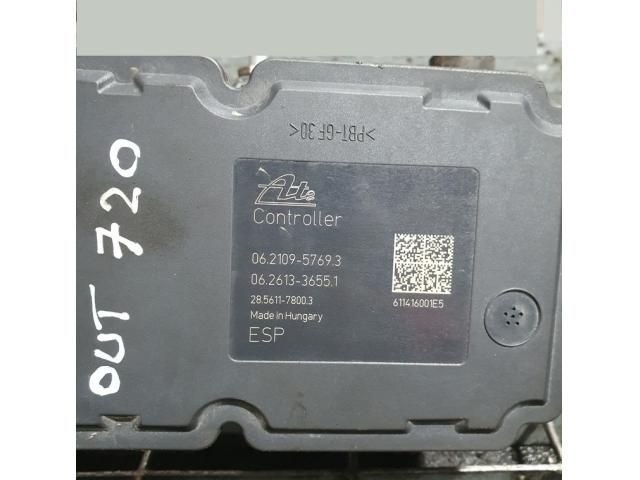 >PBT-GF30<
Ate
Controller
06.2109-5769.3
06.2613-3655.1
28.5611-7800.3
Made in Hungary
ESP
611416001E5
OUT 720